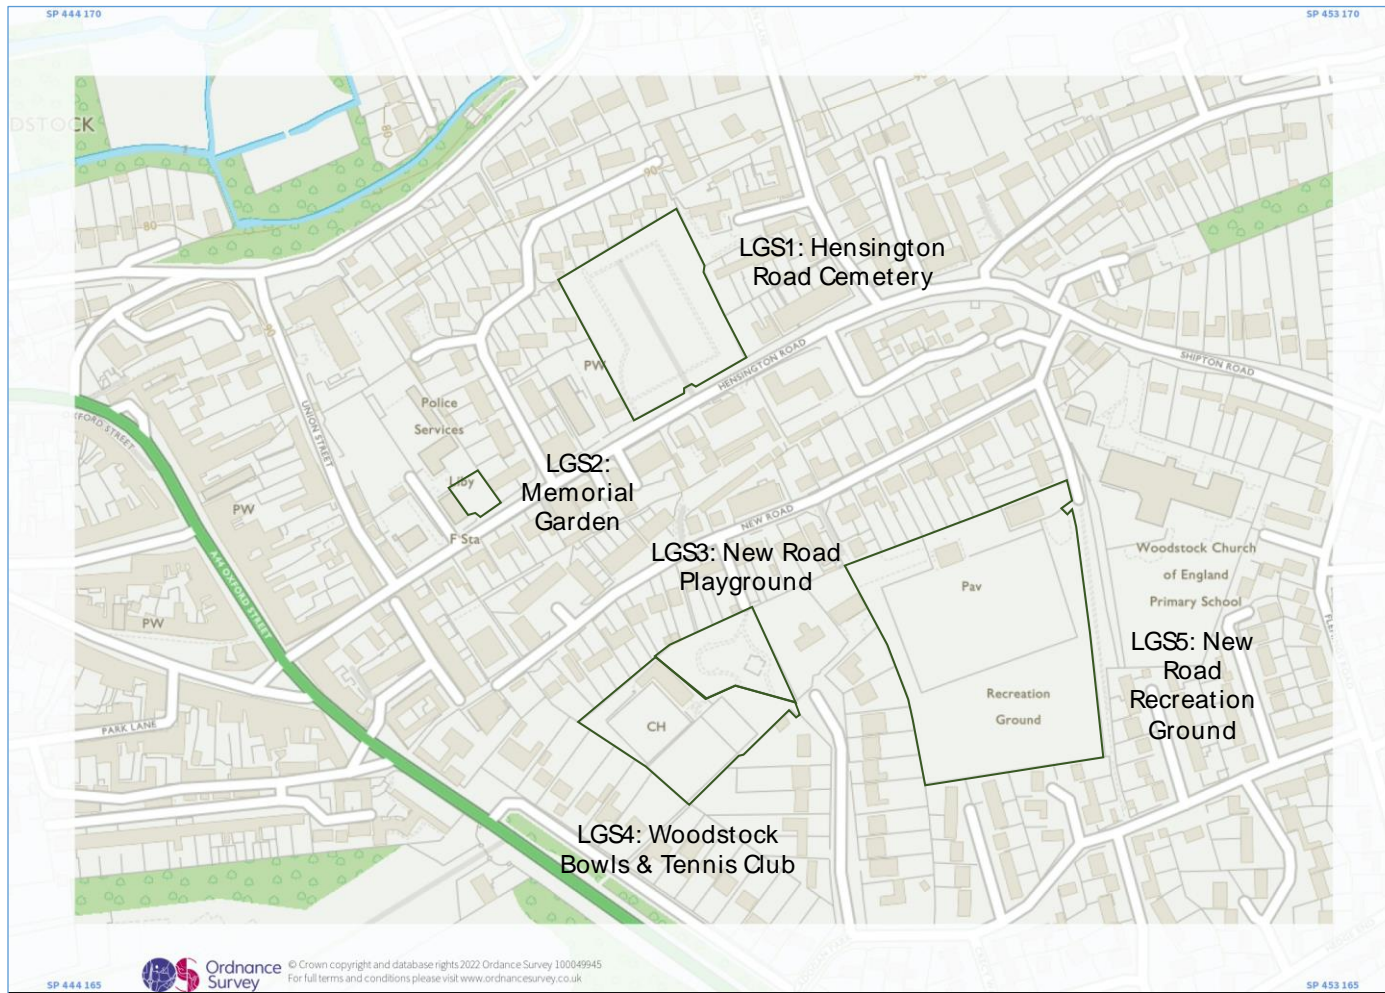 SP 444 170
SP 453 170
DSTOCK
80
80
90
90
LGS1: Hensington
Road Cemetery
PW
HENSINGTON ROAD
SHIPTON ROAD
Police
Services
UNION STREET
OXFORD STREET
LGS2:
Memorial
Garden
Liby
F Sta
PW
A44 OXFORD STREET
NEW ROAD
LGS3: New Road
Playground
Pav
Woodstock Church
of England
Primary School
PW
LGS5: New
Road
Recreation
Ground
Recreation
Ground
CH
PARK LANE
LGS4: Woodstock
Bowls & Tennis Club
Ordnance
Survey
© Crown copyright and database rights 2022 Ordance Survey 100049945
For full terms and conditions please visit www.ordnancesurvey.co.uk
SP 444 165
SP 453 165